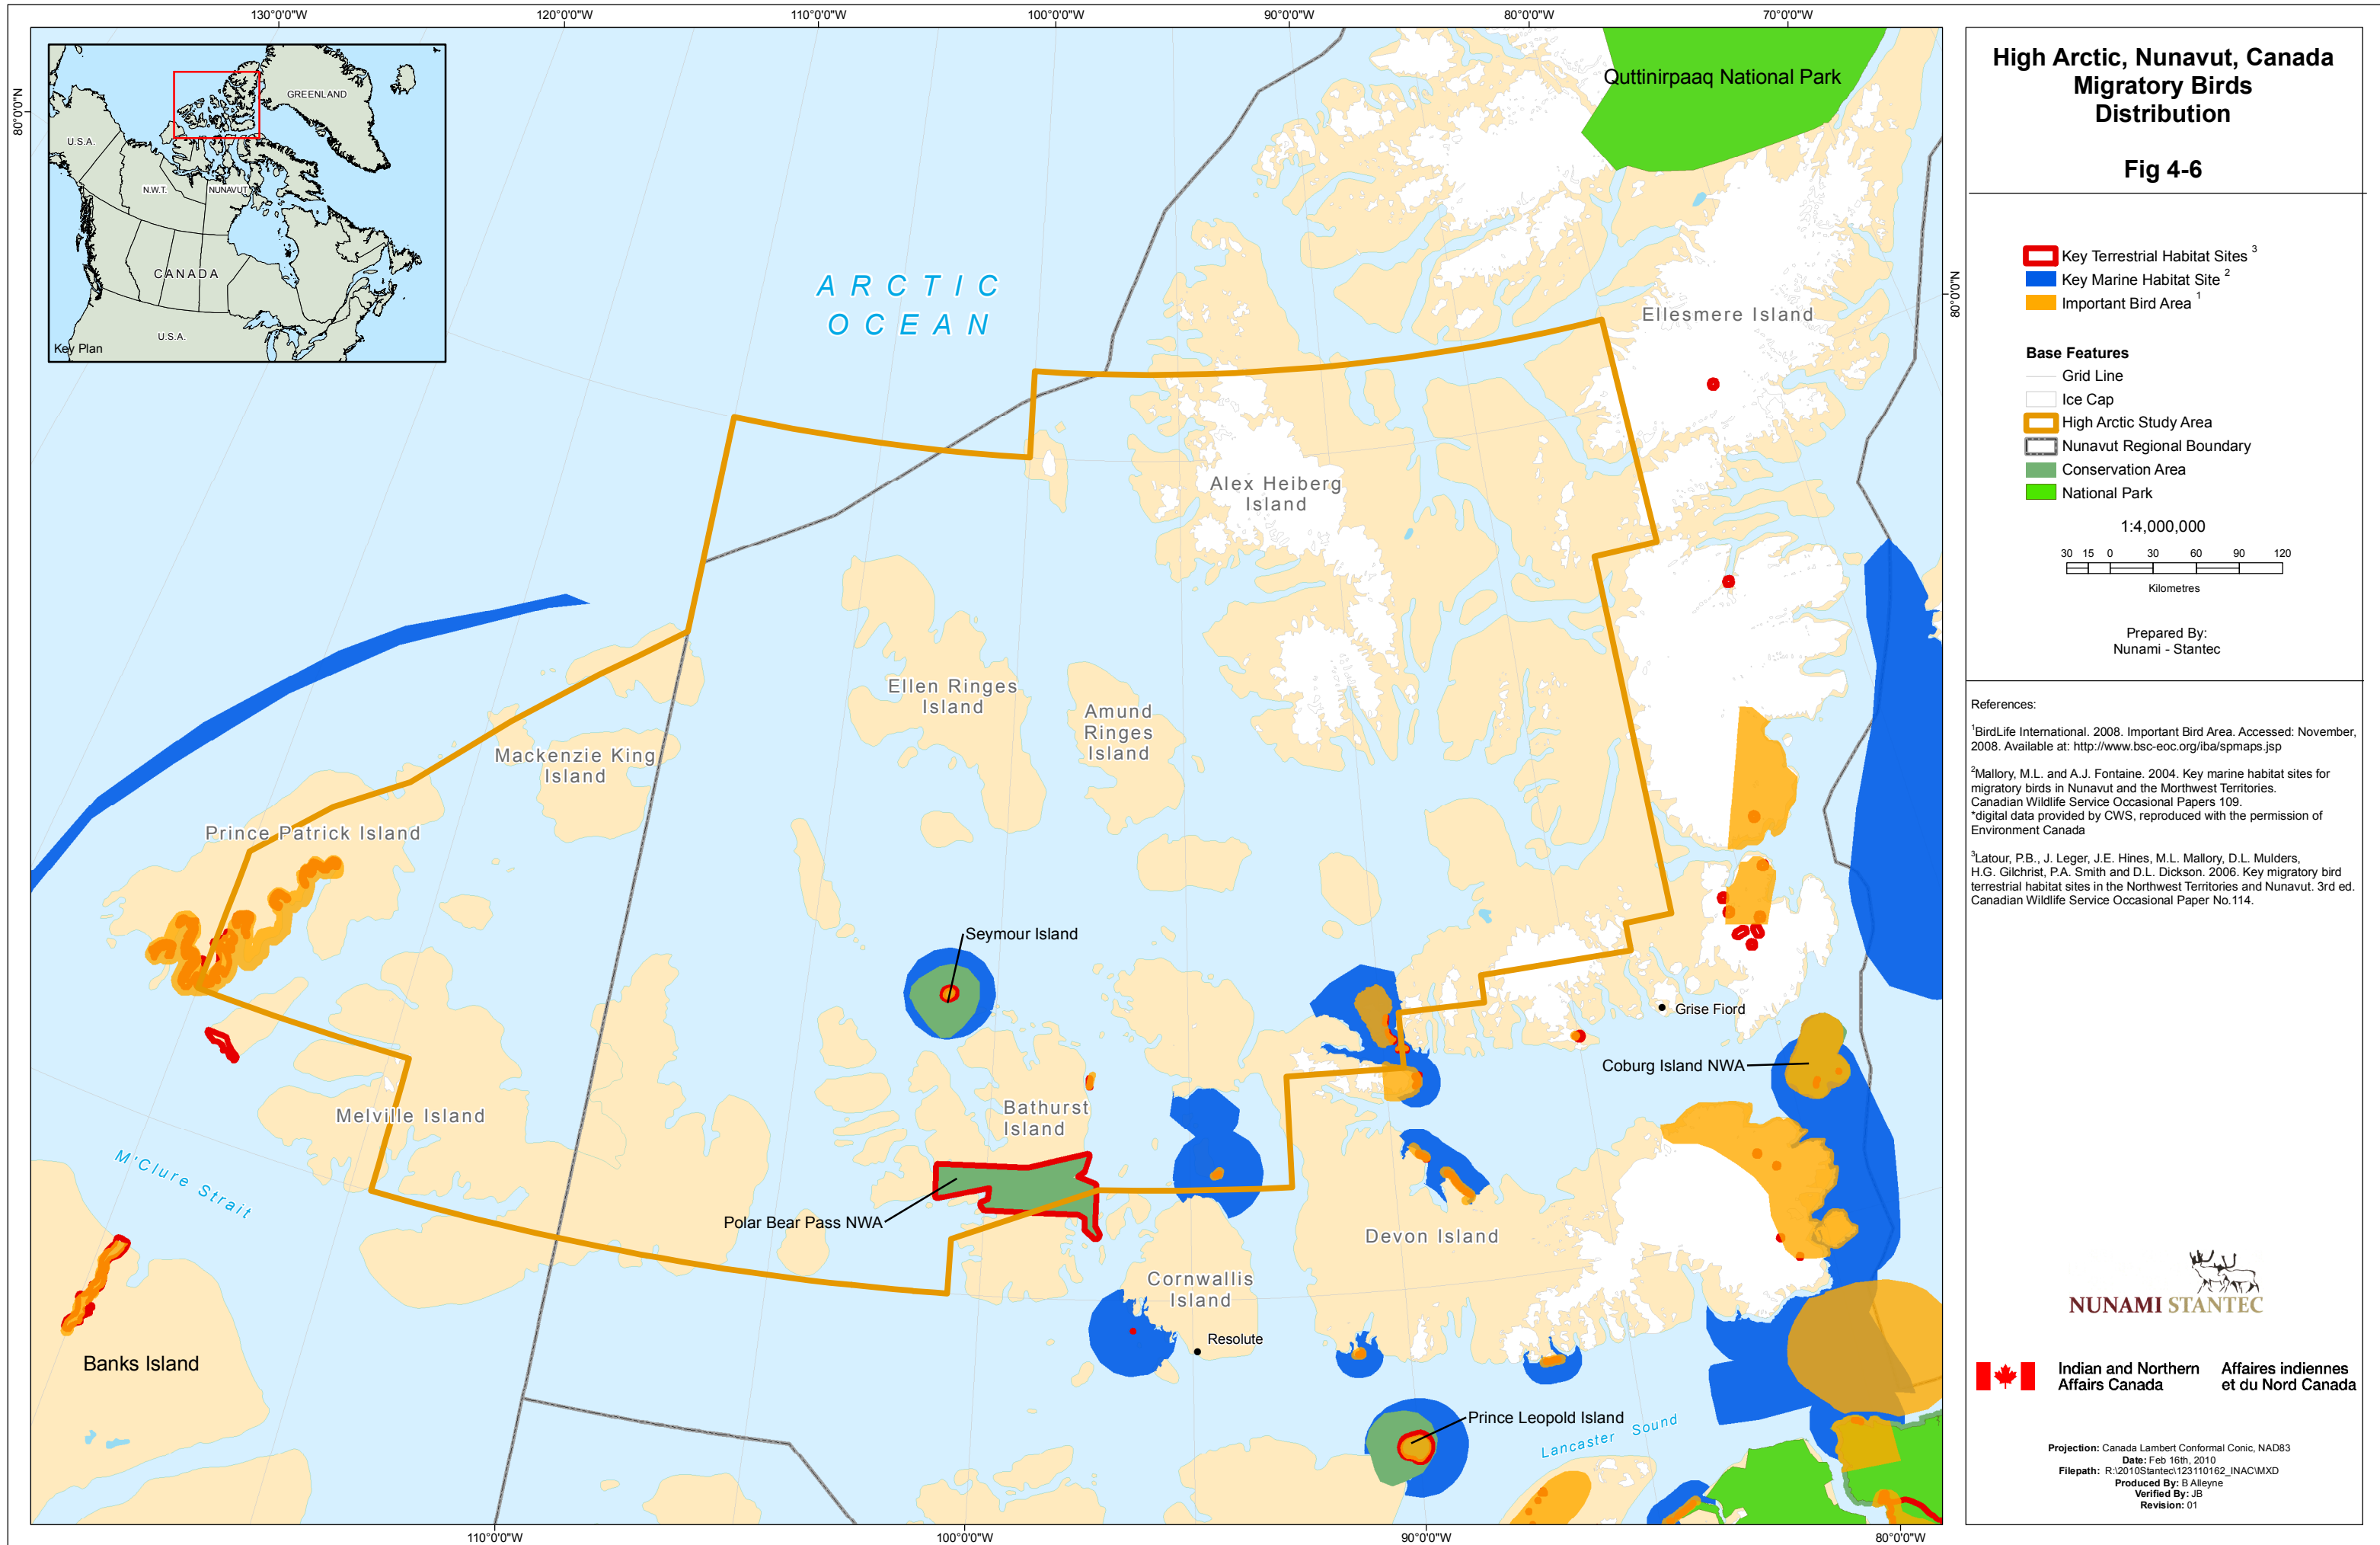 130°0'0"W
120°0'0"W
110°0'0"W
100°0'0"W
90°0'0"W
80°0'0"W
70°0'0"W
80°0'0"N
80°0'0"N
110°0'0"W
100°0'0"W
90°0'0"W
80°0'0"W
GREENLAND
U.S.A.
N.W.T.
NUNAVUT
CANADA
U.S.A.
Key Plan
ARCTIC
OCEAN
Quttinirpaaq National Park
Ellesmere Island
Alex Heiberg
Island
Ellen Ringes
Island
Amund
Ringes
Island
Mackenzie King
Island
Prince Patrick Island
Seymour Island
Grise Fiord
Coburg Island NWA
Melville Island
Bathurst
Island
M'Clure Strait
Polar Bear Pass NWA
Devon Island
Cornwallis
Island
Resolute
Banks Island
Prince Leopold Island
Lancaster Sound
High Arctic, Nunavut, Canada
Migratory Birds
Distribution
Fig 4-6
Key Terrestrial Habitat Sites 3
Key Marine Habitat Site 2
Important Bird Area 1
Base Features
Grid Line
Ice Cap
High Arctic Study Area
Nunavut Regional Boundary
Conservation Area
National Park
1:4,000,000
30 15 0 30 60 90 120
Kilometres
Prepared By:
Nunami - Stantec
References:
1BirdLife International. 2008. Important Bird Area. Accessed: November,
2008. Available at: http://www.bsc-eoc.org/iba/spmaps.jsp
2Mallory, M.L. and A.J. Fontaine. 2004. Key marine habitat sites for
migratory birds in Nunavut and the Morthwest Territories.
Canadian Wildlife Service Occasional Papers 109.
*digital data provided by CWS, reproduced with the permission of
Environment Canada
3Latour, P.B., J. Leger, J.E. Hines, M.L. Mallory, D.L. Mulders,
H.G. Gilchrist, P.A. Smith and D.L. Dickson. 2006. Key migratory bird
terrestrial habitat sites in the Northwest Territories and Nunavut. 3rd ed.
Canadian Wildlife Service Occasional Paper No.114.
NUNAMI STANTEC
Indian and Northern
Affairs Canada
Affaires indiennes
et du Nord Canada
Projection: Canada Lambert Conformal Conic, NAD83
Date: Feb 16th, 2010
Filepath: R:\2010Stantec\123110162_INAC\MXD
Produced By: B Alleyne
Verified By: JB
Revision: 01